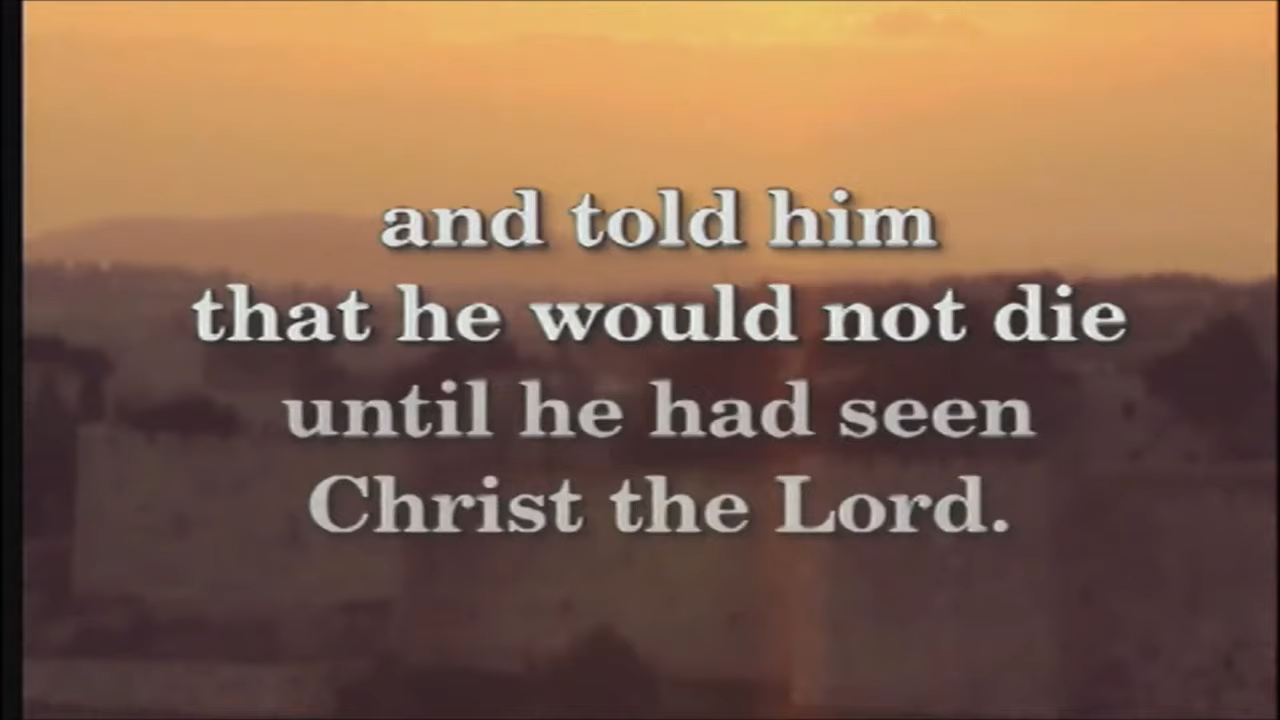 and told him
that he would not die
until he had seen
Christ the Lord.